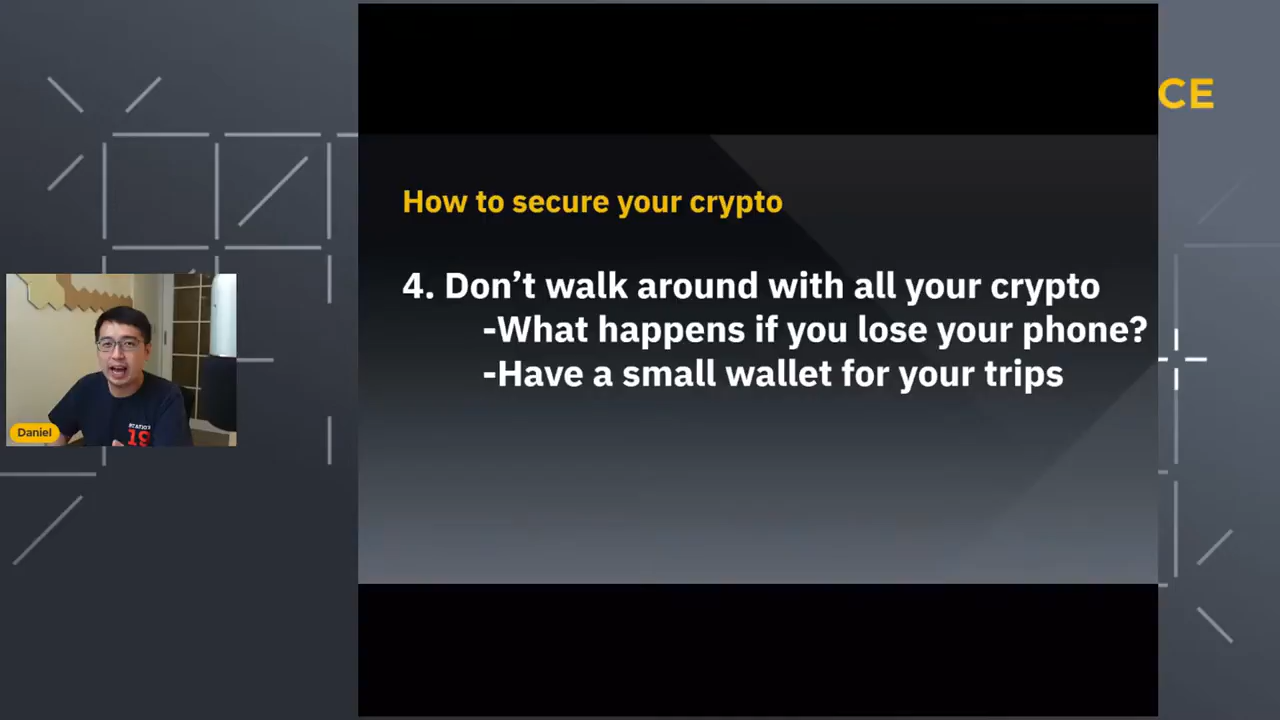 CE
How to secure your crypto
4. Don’t walk around with all your crypto
-What happens if you lose your phone?
-Have a small wallet for your trips
Daniel
19